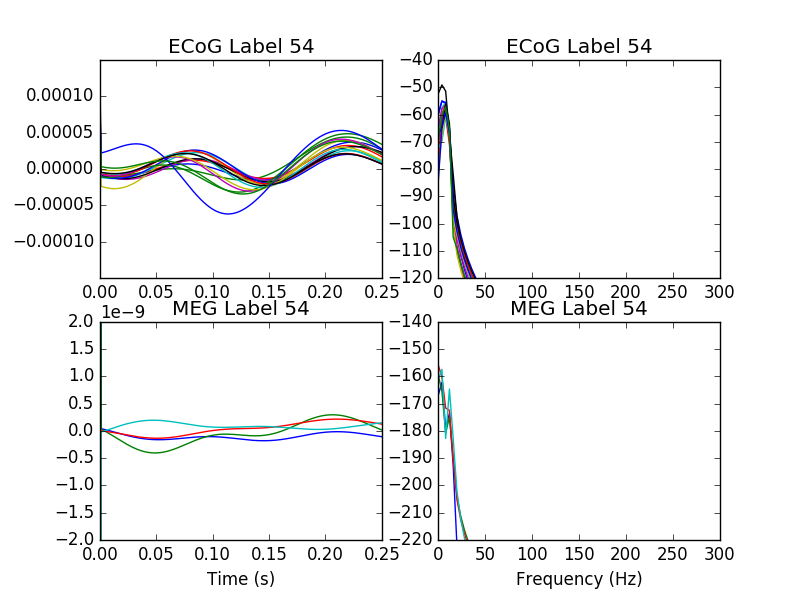 ECoG Label 54
0.00010
0.00005
0.00000
−0.00005
−0.00010
0.00 0.05 0.10 0.15 0.20 0.25
ECoG Label 54
−40
−50
−60
−70
−80
−90
−100
−110
−120
0 50 100 150 200 250 300
MEG Label 54
1e−9
2.0
1.5
1.0
0.5
0.0
−0.5
−1.0
−1.5
−2.0
0.00 0.05 0.10 0.15 0.20 0.25
Time (s)
MEG Label 54
−140
−150
−160
−170
−180
−190
−200
−210
−220
0 50 100 150 200 250 300
Frequency (Hz)